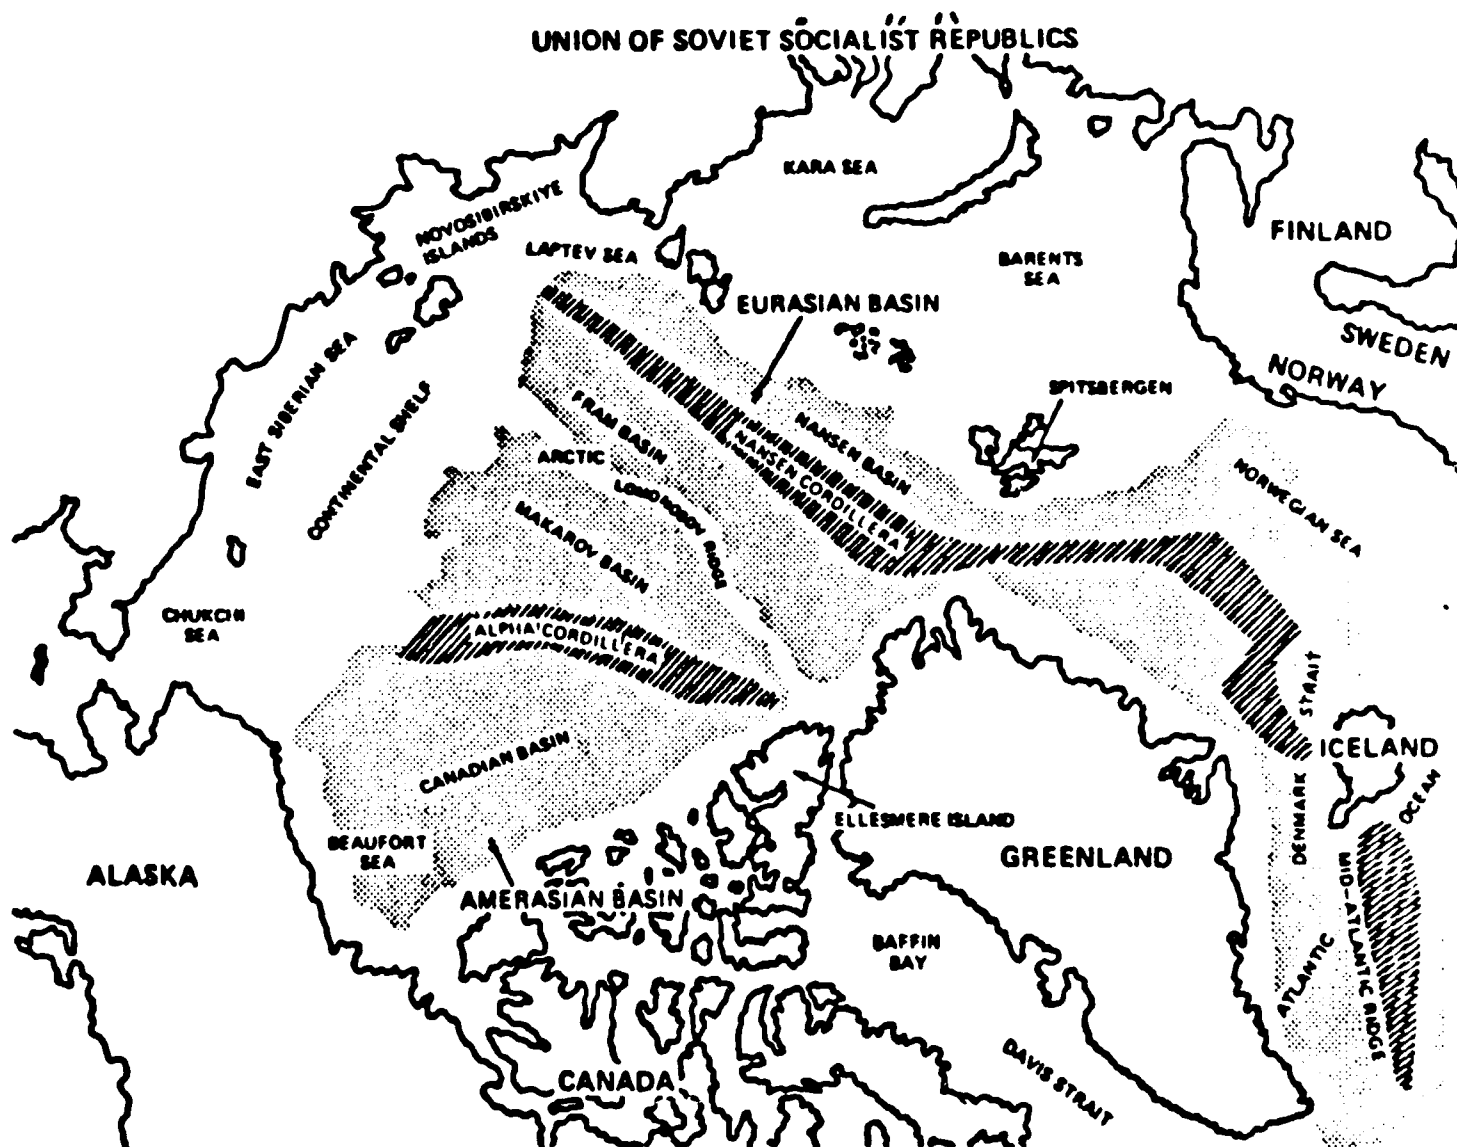 UNION OF SOVIET SOCIALIST REPUBLICS
KARA SEA
NOVOSIBIRSKIYE
ISLANDS
LAPTEV SEA
BARENTS
SEA
FINLAND
SWEDEN
NORWAY
EURASIAN BASIN
SPITSBERGEN
EAST SIBERIAN SEA
CONTINENTAL SHELF
FRAM BASIN
NANSEN BASIN
NANSEN CORDILLERA
ARCTIC
LOMONOSOV RIDGE
MAKAROV BASIN
NORWEGIAN SEA
CHUKCHI
SEA
ALPHA CORDILLERA
CANADIAN BASIN
BEAUFORT
SEA
ALASKA
AMERASIAN BASIN
ELLESMERE ISLAND
GREENLAND
DENMARK STRAIT
ICELAND
ATLANTIC OCEAN
MID-ATLANTIC RIDGE
BAFFIN
BAY
DAVIS STRAIT
CANADA